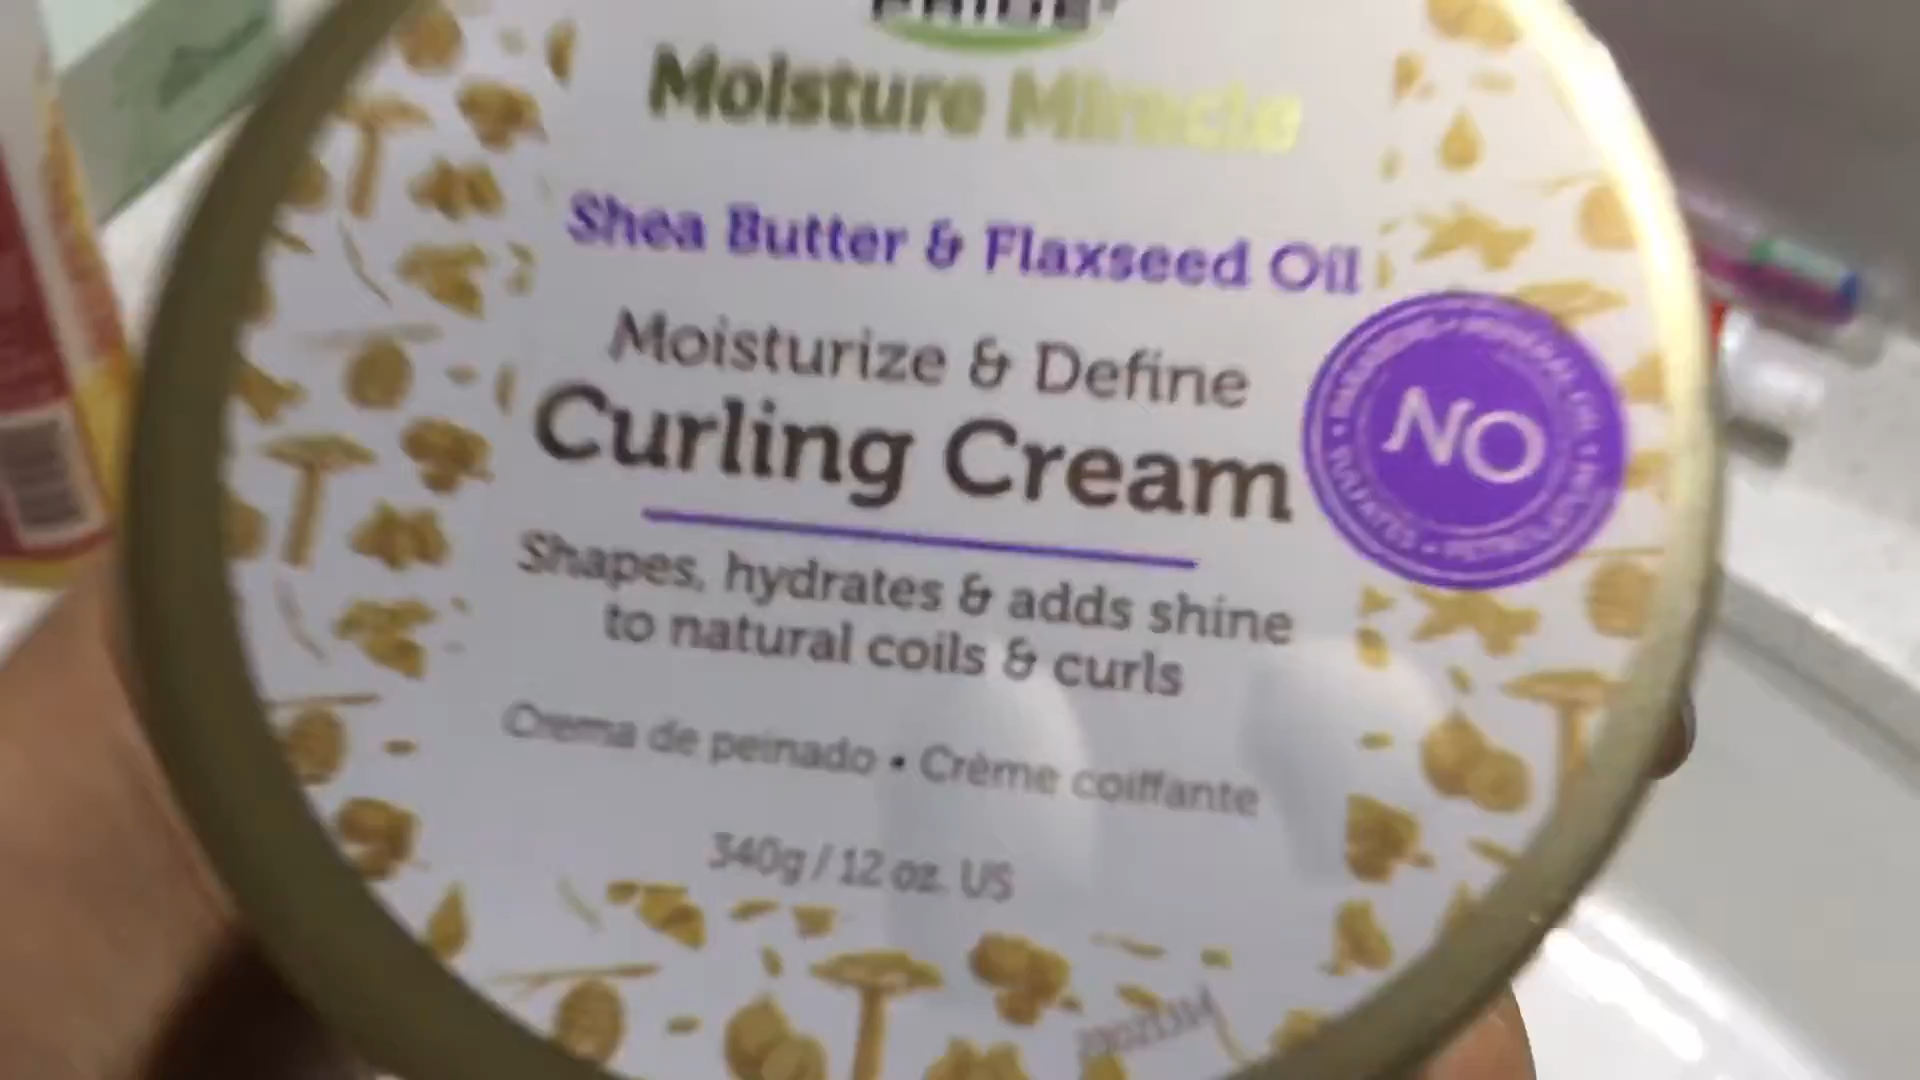 Moisture Miracle
Shea Butter & Flaxseed Oil
Moisturize & Define
Curling Cream
NO
Shapes, hydrates & adds shine
to natural coils & curls
Crema de peinado • Crème coiffante
340g / 12 oz. US